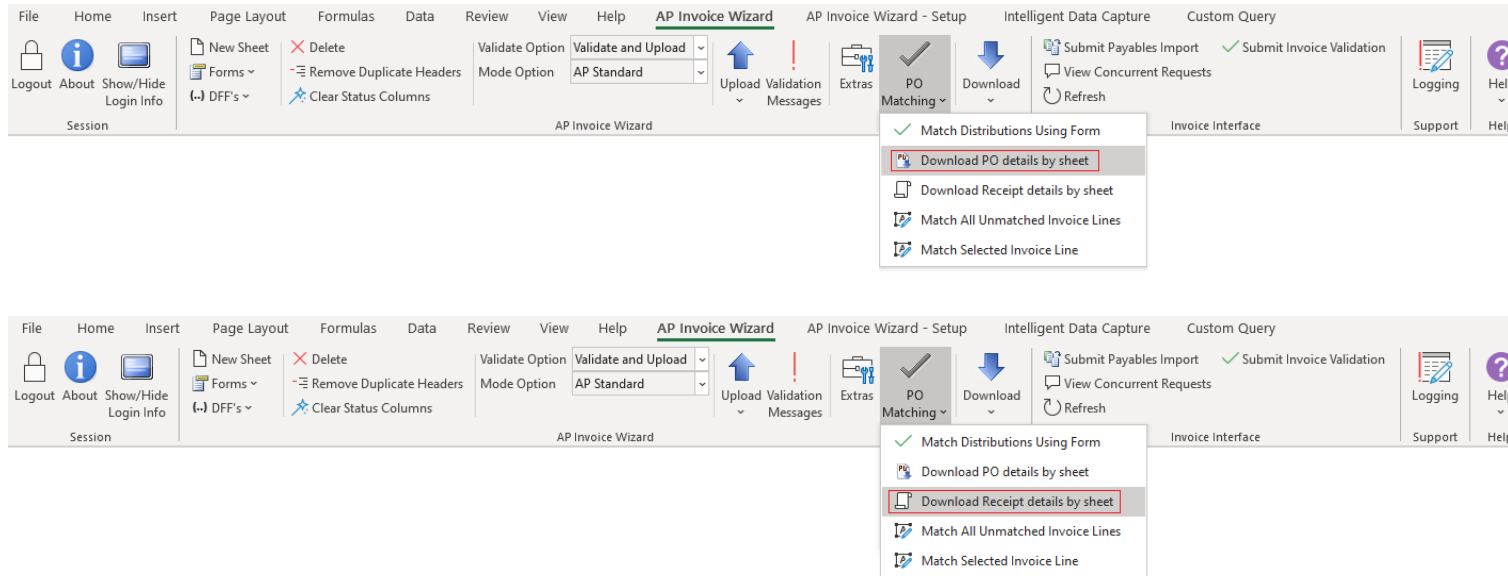 File Home Insert Page Layout Formulas Data Review View Help AP Invoice Wizard AP Invoice Wizard - Setup Intelligent Data Capture Custom Query
New Sheet Delete Validate Option Validate and Upload Submit Payables Import Submit Invoice Validation
Forms Remove Duplicate Headers Mode Option AP Standard View Concurrent Requests
Logout About Show/Hide Login Info (..) DFF's Clear Status Columns Upload Validation Messages Extras PO Matching Download Refresh Logging
Session AP Invoice Wizard Invoice Interface Support Help
Match Distributions Using Form
Download PO details by sheet
Download Receipt details by sheet
Match All Unmatched Invoice Lines
Match Selected Invoice Line
File Home Insert Page Layout Formulas Data Review View Help AP Invoice Wizard AP Invoice Wizard - Setup Intelligent Data Capture Custom Query
New Sheet Delete Validate Option Validate and Upload Submit Payables Import Submit Invoice Validation
Forms Remove Duplicate Headers Mode Option AP Standard View Concurrent Requests
Logout About Show/Hide Login Info (..) DFF's Clear Status Columns Upload Validation Messages Extras PO Matching Download Refresh Logging
Session AP Invoice Wizard Invoice Interface Support Help
Match Distributions Using Form
Download PO details by sheet
Download Receipt details by sheet
Match All Unmatched Invoice Lines
Match Selected Invoice Line